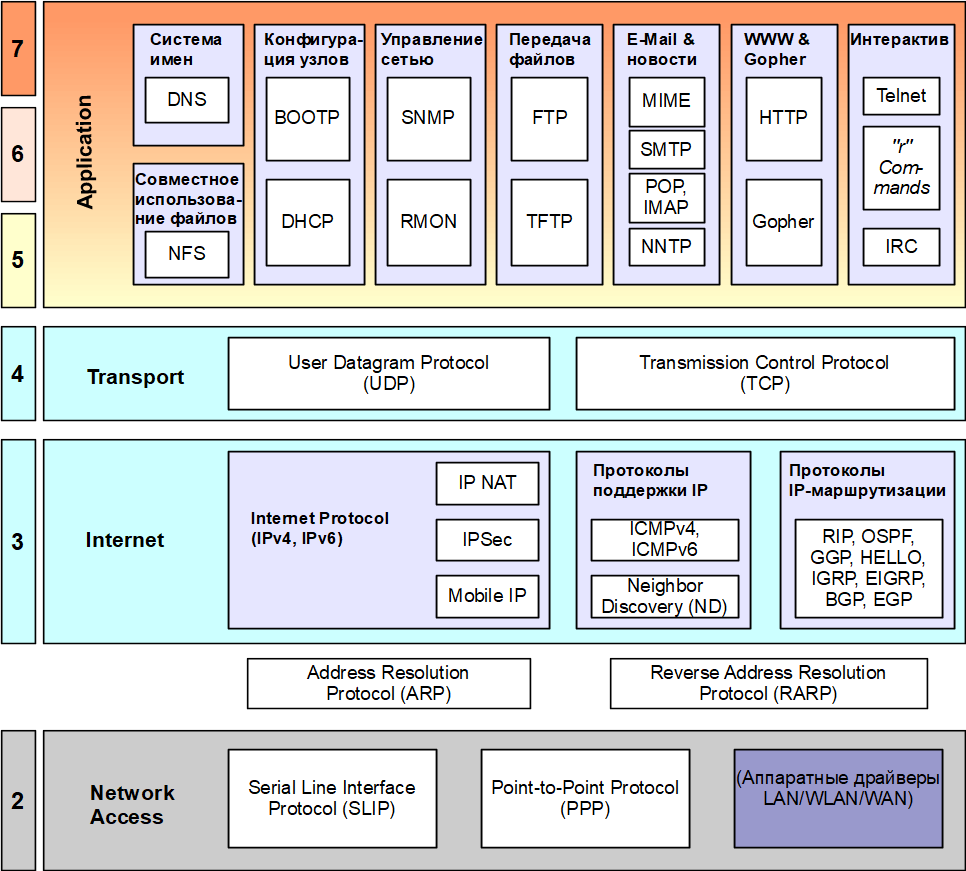 7
6
5
Application
Система
имен
DNS
Совместное
использова-
ние файлов
NFS
Конфигура-
ция узлов
BOOTP
DHCP
Управление
сетью
SNMP
RMON
Передача
файлов
FTP
TFTP
E-Mail &
новости
MIME
SMTP
POP,
IMAP
NNTP
WWW &
Gopher
HTTP
Gopher
Интерактив
Telnet
"r"
Com-
mands
IRC
4
Transport
User Datagram Protocol
(UDP)
Transmission Control Protocol
(TCP)
3
Internet
Internet Protocol
(IPv4, IPv6)
IP NAT
IPSec
Mobile IP
Протоколы
поддержки IP
ICMPv4,
ICMPv6
Neighbor
Discovery (ND)
Протоколы
IP-маршрутизации
RIP, OSPF,
GGP, HELLO,
IGRP, EIGRP,
BGP, EGP
Address Resolution
Protocol (ARP)
Reverse Address Resolution
Protocol (RARP)
2
Network
Access
Serial Line Interface
Protocol (SLIP)
Point-to-Point Protocol
(PPP)
(Аппаратные драйверы
LAN/WLAN/WAN)